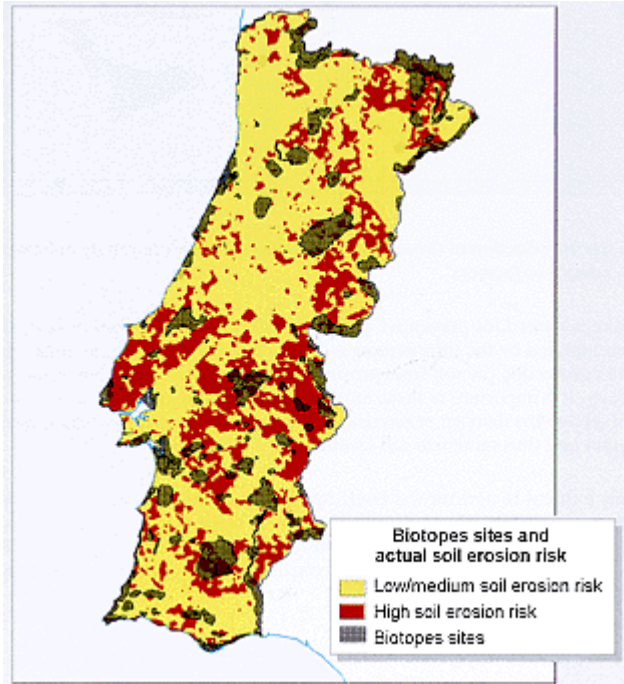 Biotopes sites and
actual soil erosion risk
Low/medium soil erosion risk
High soil erosion risk
Biotopes sites